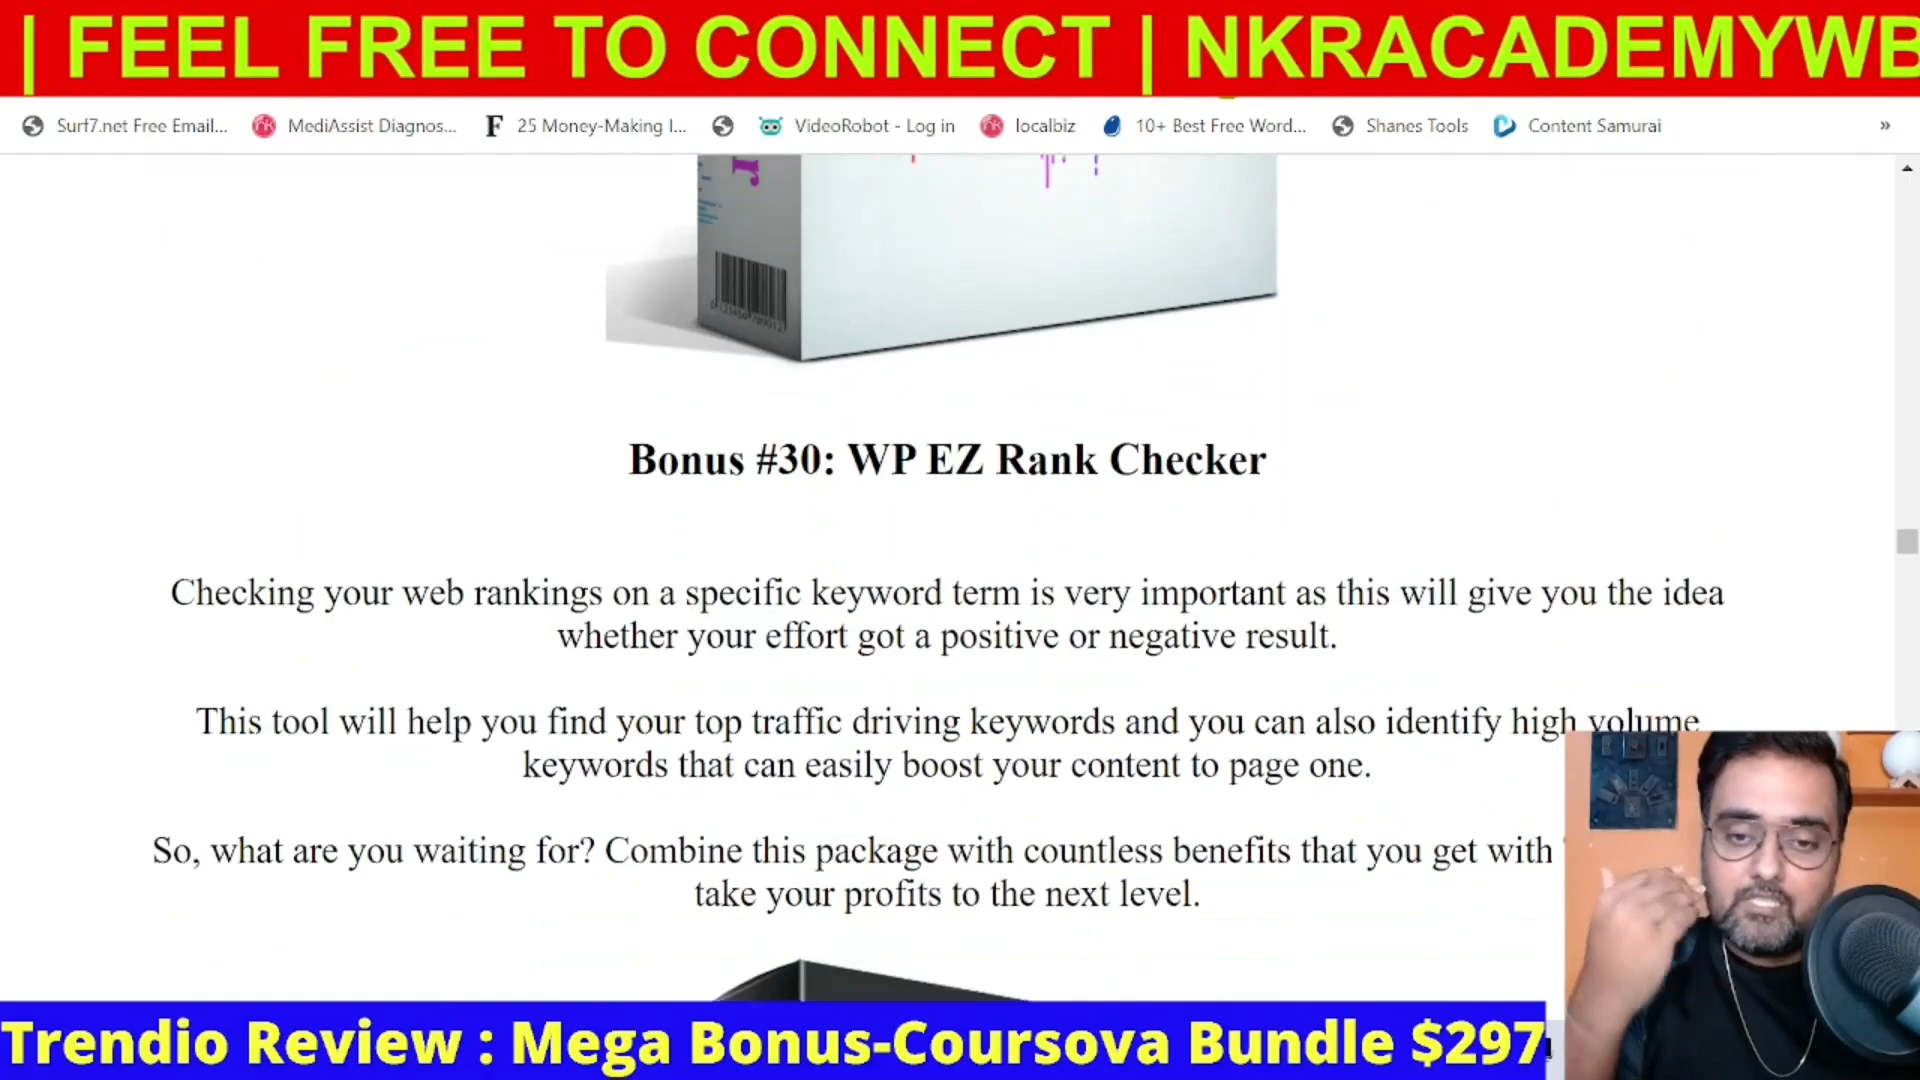 | FEEL FREE TO CONNECT | NKRACADEMYWB
Surf7.net Free Email... MediAssist Diagnos... 25 Money-Making I... VideoRobot - Log in localbiz 10+ Best Free Word... Shanes Tools Content Samurai »
Bonus #30: WP EZ Rank Checker
Checking your web rankings on a specific keyword term is very important as this will give you the idea
whether your effort got a positive or negative result.
This tool will help you find your top traffic driving keywords and you can also identify high volume
keywords that can easily boost your content to page one.
So, what are you waiting for? Combine this package with countless benefits that you get with
take your profits to the next level.
Trendio Review : Mega Bonus-Coursova Bundle $297